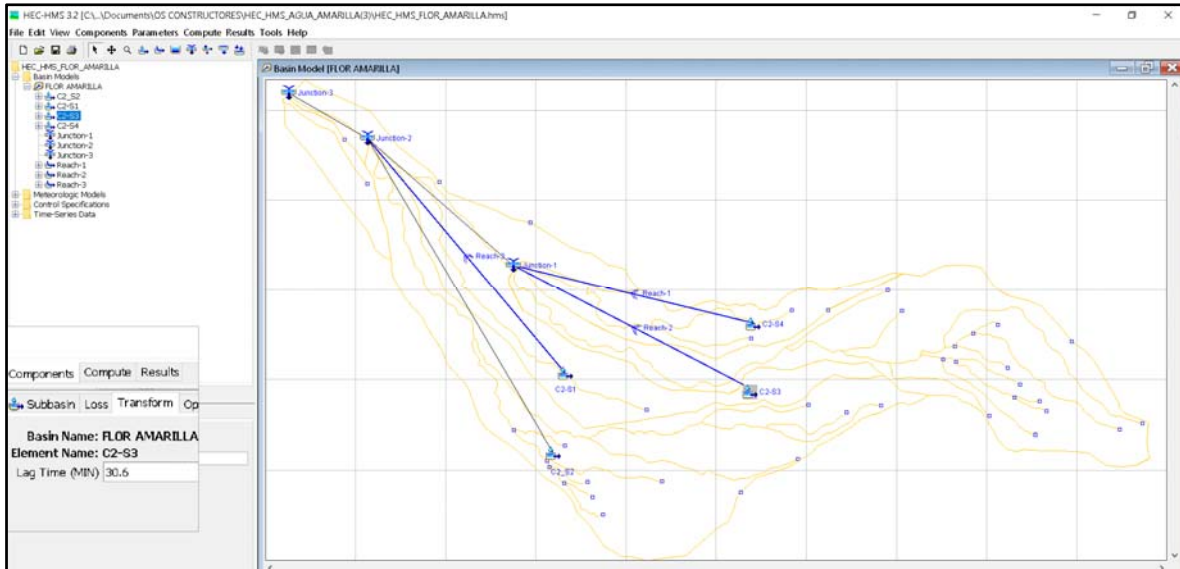 HEC-HMS 3.2 [C:\...\Documents\OS CONSTRUCTORES\HEC_HMS_AGUA_AMARILLA(3)\HEC_HMS_FLOR_AMARILLA.hms]
File Edit View Components Parameters Compute Results Tools Help
HEC_HMS_FLOR_AMARILLA
Basin Models
FLOR AMARILLA
C2_S2
C2-S1
C2-S3
C2-S4
Junction-1
Junction-2
Junction-3
Reach-1
Reach-2
Reach-3
Meteorologic Models
Control Specifications
Time-Series Data
Components Compute Results
Subbasin Loss Transform Op
Basin Name: FLOR AMARILLA
Element Name: C2-S3
Lag Time (MIN) 30.6
Basin Model [FLOR AMARILLA]
Junction-3
Junction-2
Reach-3
Junction-1
Reach-1
C2-S4
Reach-2
C2-S1
C2-S3
C2_S2